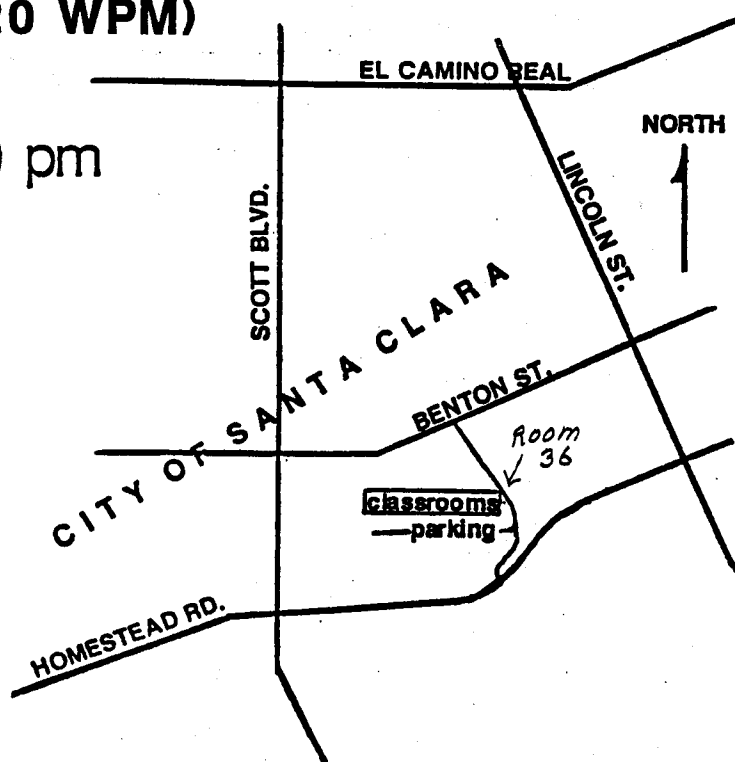 0 WPM)
EL CAMINO REAL
NORTH
pm
LINCOLN ST.
SCOTT BLVD.
CITY OF SANTA CLARA
BENTON ST.
Room
36
classrooms
parking
HOMESTEAD RD.